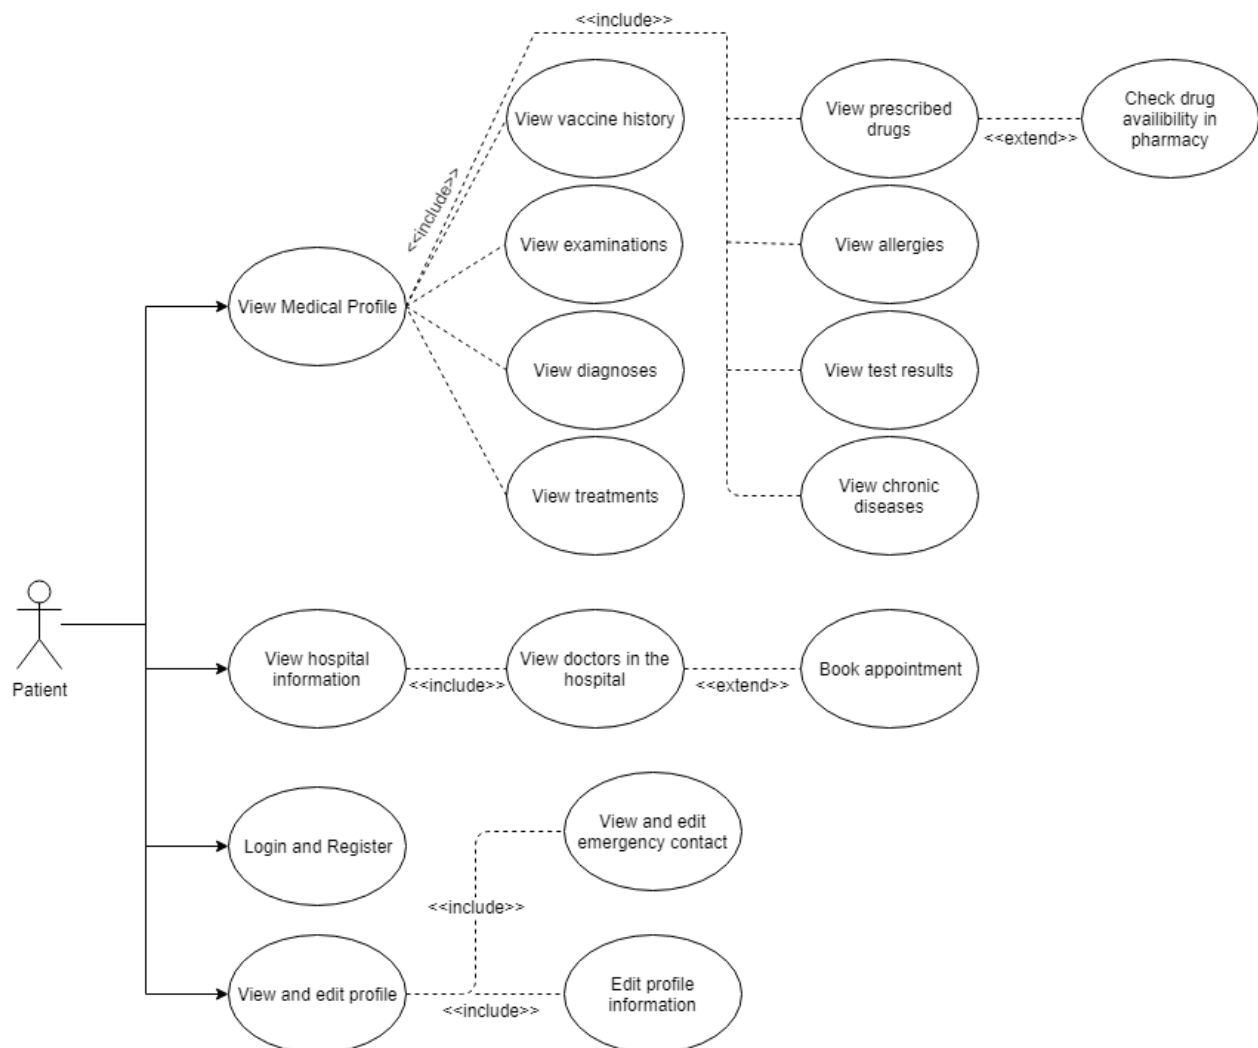 <<include>>
View vaccine history
View prescribed
drugs
<<extend>>
Check drug
availibility in
pharmacy
<<include>>
View examinations
View allergies
View Medical Profile
View diagnoses
View test results
View treatments
View chronic
diseases
Patient
View hospital
information
<<include>>
View doctors in the
hospital
<<extend>>
Book appointment
Login and Register
View and edit
emergency contact
<<include>>
View and edit profile
<<include>>
Edit profile
information